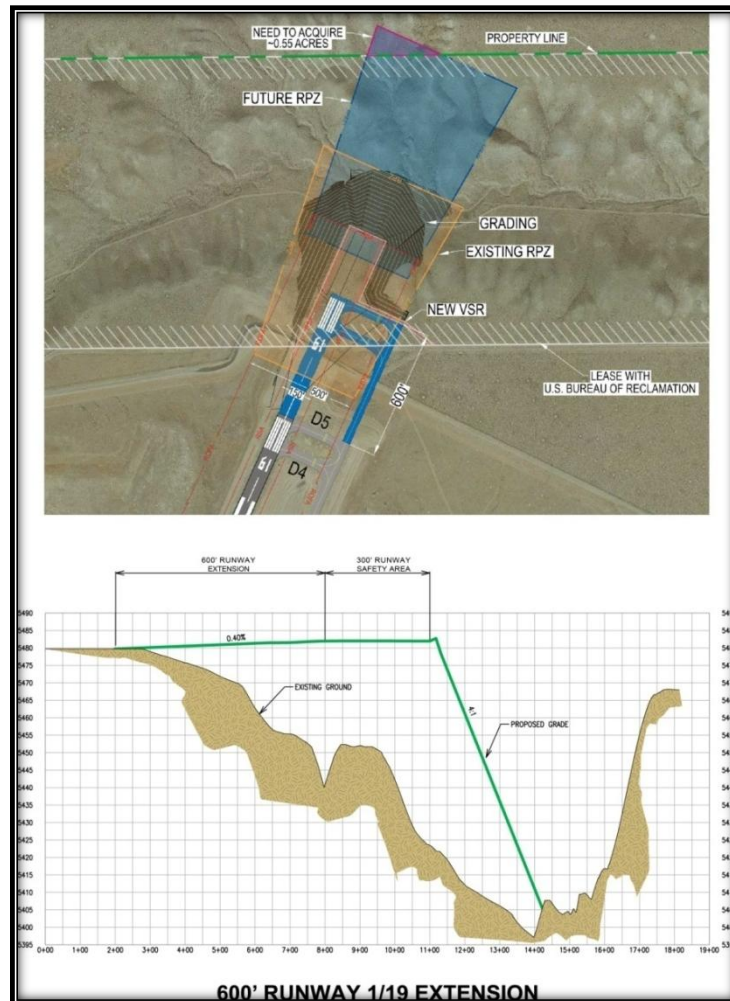 NEED TO ACQUIRE
~0.55 ACRES
PROPERTY LINE
FUTURE RPZ
GRADING
EXISTING RPZ
NEW VSR
19
LEASE WITH
U.S. BUREAU OF RECLAMATION
150'
500'
600'
D5
19
D4
600' RUNWAY
EXTENSION
300' RUNWAY
SAFETY AREA
5490
5485
5480
5470
5465
5460
5455
5450
5445
5440
5435
5430
5425
5420
5415
5410
5405
5400
5395
0.40%
EXISTING GROUND
4:1
PROPOSED GRADE
0+00 1+00 2+00 3+00 4+00 5+00 6+00 7+00 8+00 9+00 10+00 11+00 12+00 13+00 14+00 15+00 16+00 17+00 18+00 19+00
600' RUNWAY 1/19 EXTENSION